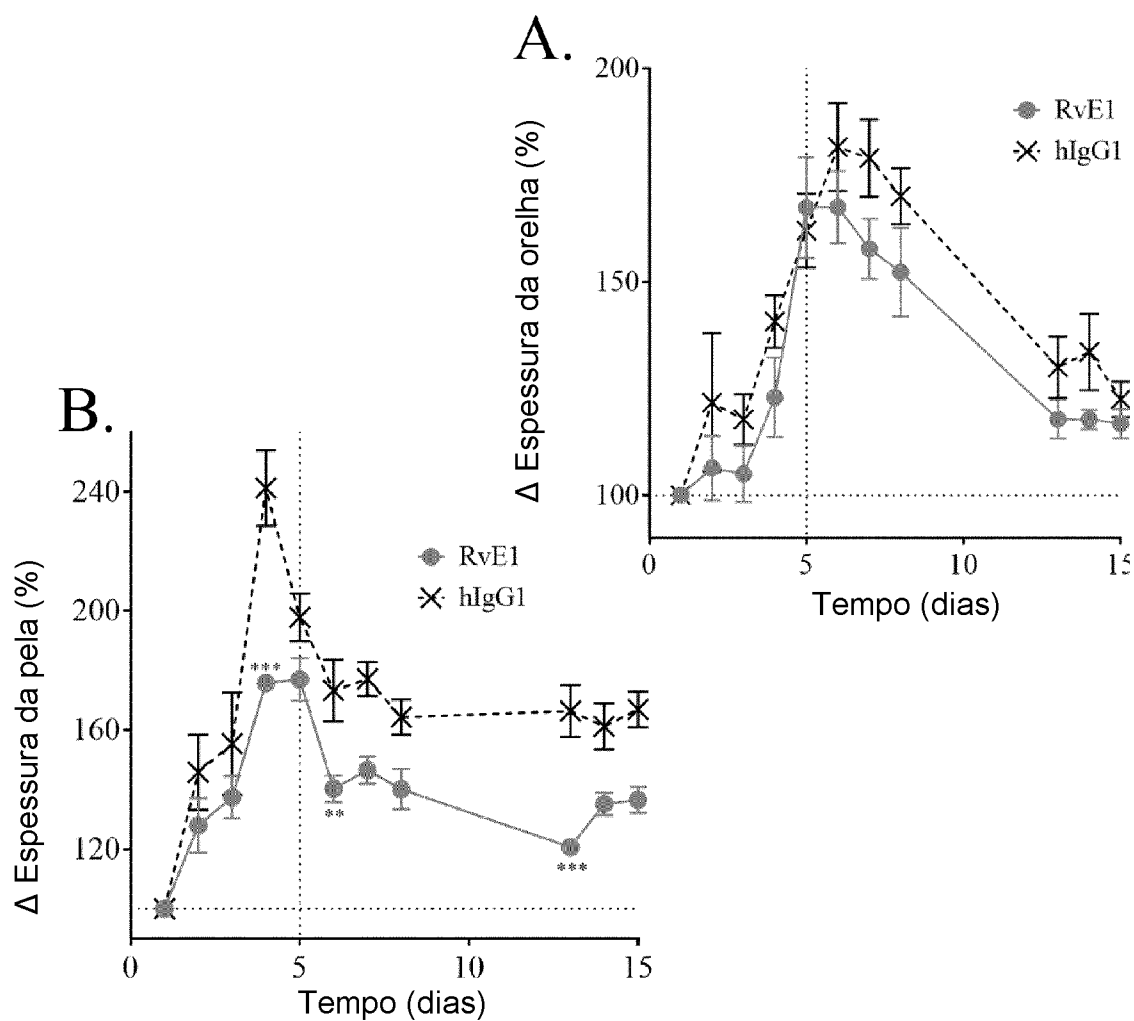 A.
Δ Espessura da orelha (%)
200
150
100
RvE1
hIgG1
0 5 10 15
Tempo (dias)
B.
Δ Espessura da pela (%)
240
200
160
120
RvE1
hIgG1
***
**
***
0 5 10 15
Tempo (dias)